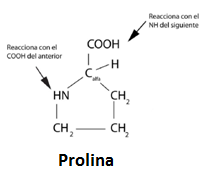 Reacciona con el
NH del siguiente
Reacciona con el
COOH del anterior
COOH
H
C alfa
HN
CH2
CH2
CH2
Prolina